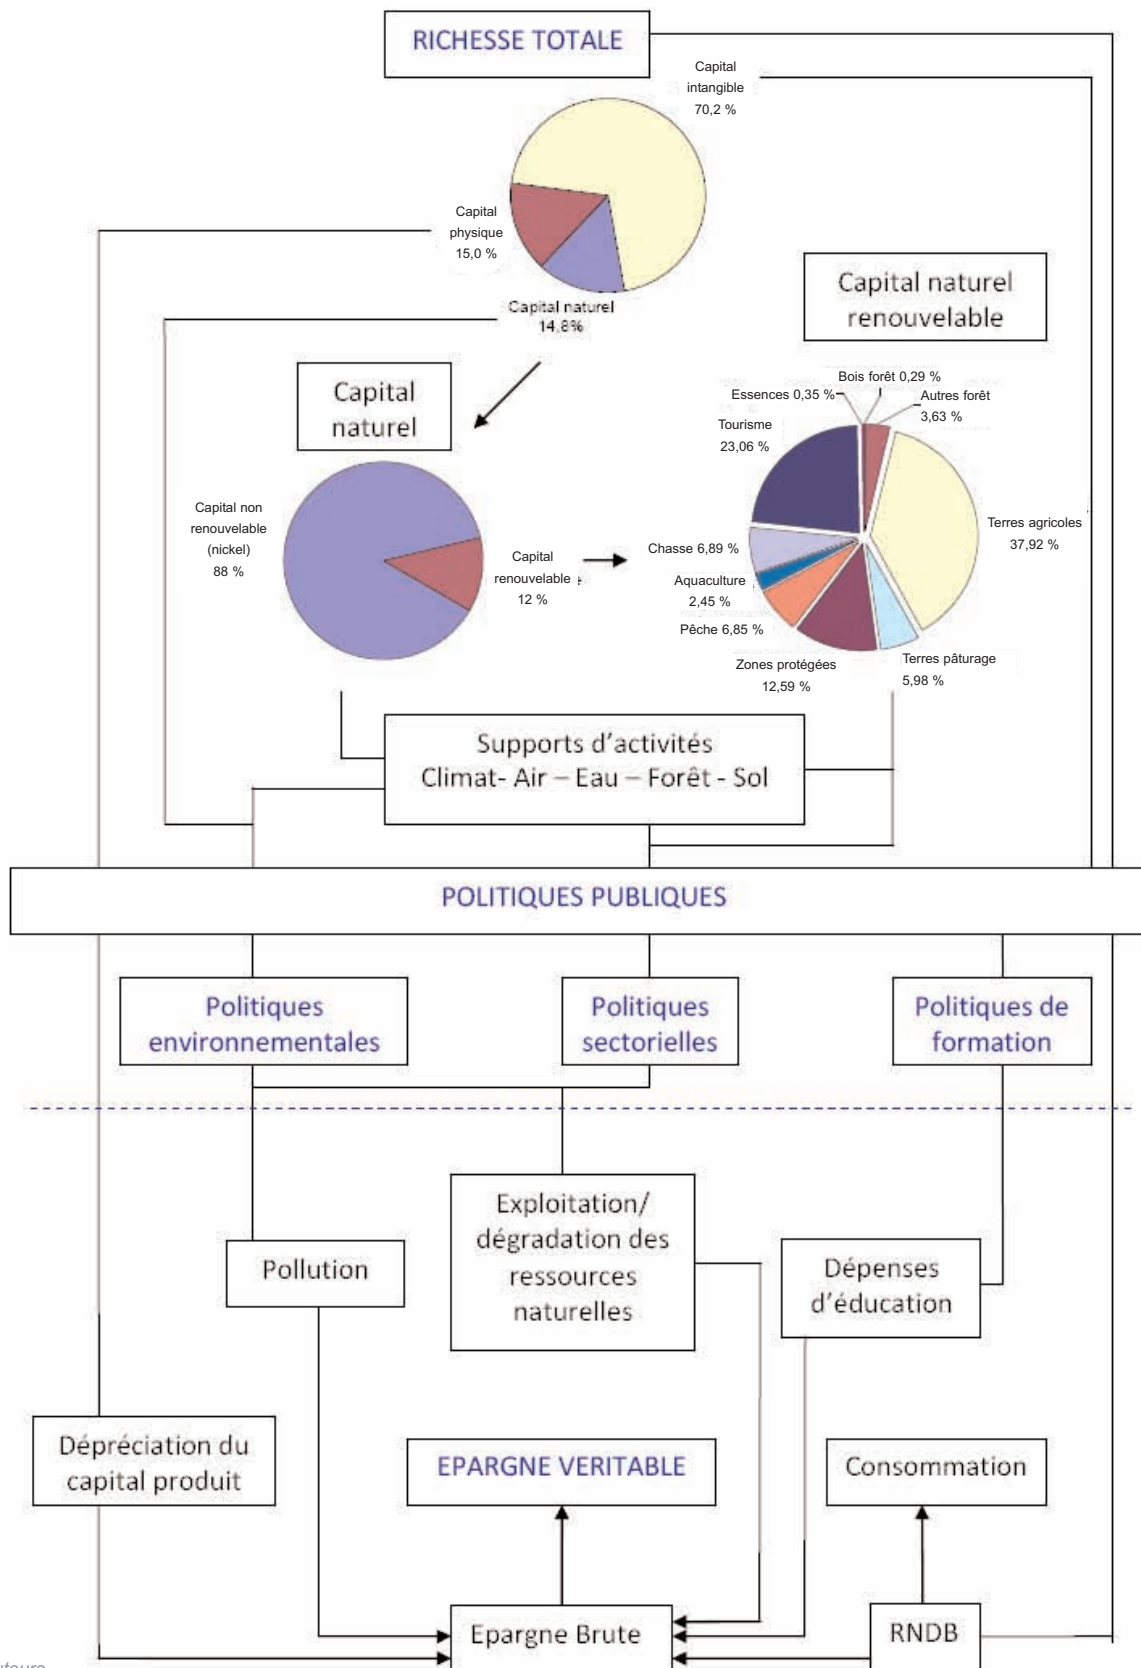 RICHESSE TOTALE
Capital
intangible
70,2 %
Capital
physique
15,0 %
Capital naturel
14,8%
Capital naturel
renouvelable
Capital
naturel
Bois forêt 0,29 %
Essences 0,35 %
Autres forêt
3,63 %
Tourisme
23,06 %
Capital non
renouvelable
(nickel)
88 %
Terres agricoles
37,92 %
Chasse 6,89 %
Capital
renouvelable
12 %
Aquaculture
2,45 %
Pêche 6,85 %
Zones protégées
12,59 %
Terres pâturage
5,98 %
Supports d'activités
Climat- Air – Eau – Forêt - Sol
POLITIQUES PUBLIQUES
Politiques
environnementales
Politiques
sectorielles
Politiques de
formation
Exploitation/
dégradation des
ressources
naturelles
Pollution
Dépenses
d'éducation
Dépréciation du
capital produit
EPARGNE VERITABLE
Consommation
Epargne Brute
RNDB